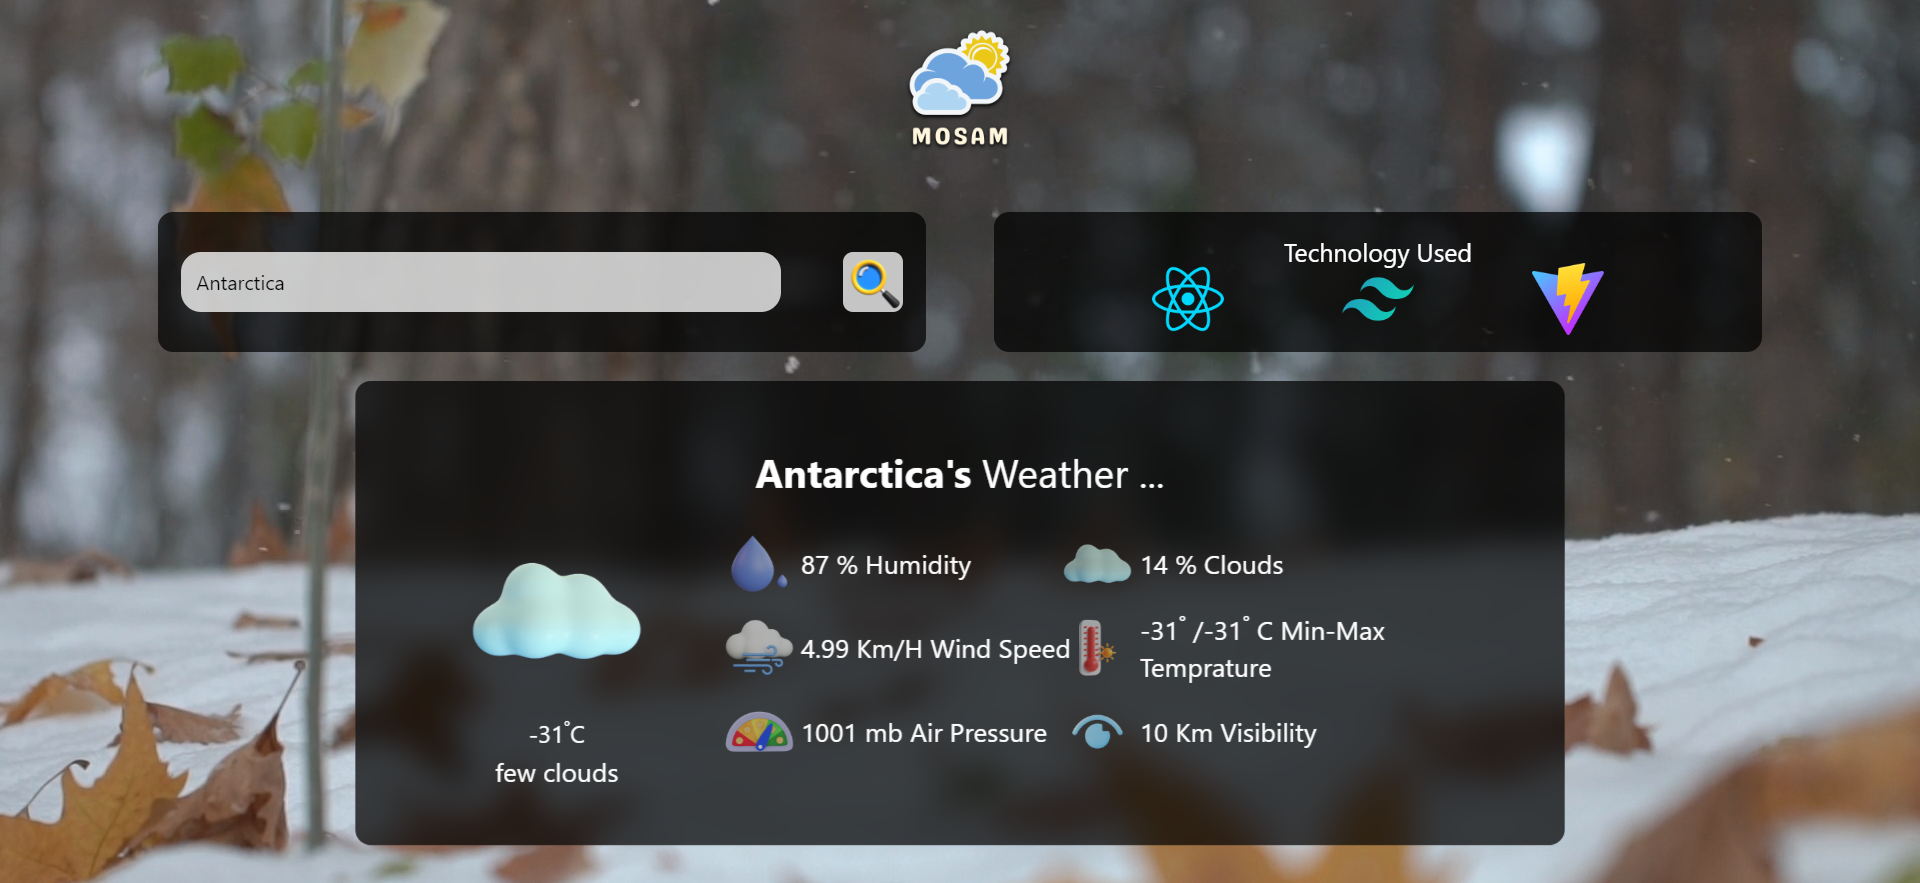 MOSAM
Antarctica
Technology Used
Antarctica's Weather ...
87 % Humidity
14 % Clouds
4.99 Km/H Wind Speed
-31° /-31° C Min-Max
Temprature
1001 mb Air Pressure
10 Km Visibility
-31°C
few clouds